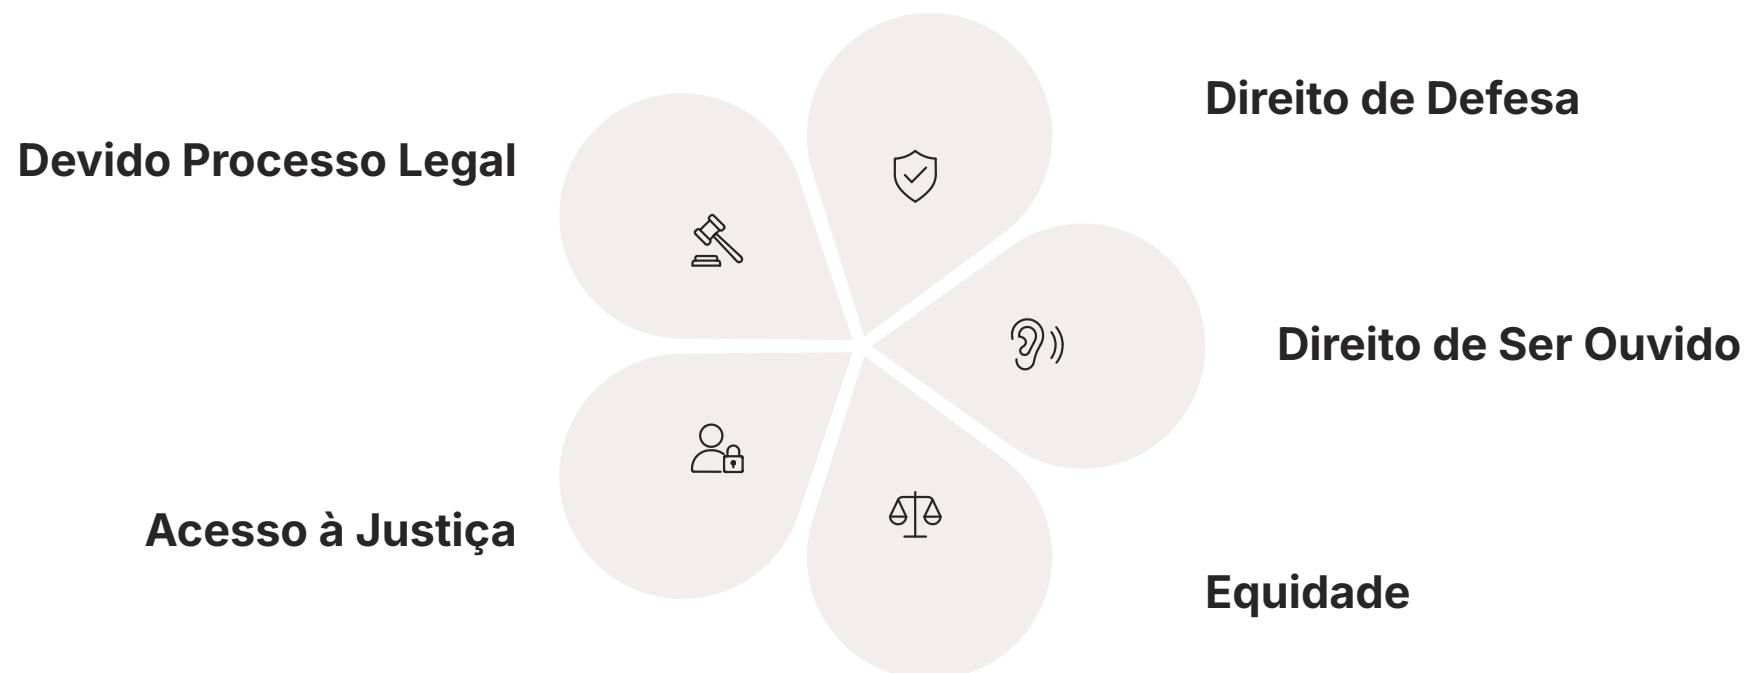 Direito de Defesa
Devido Processo Legal
Direito de Ser Ouvido
Acesso à Justiça
Equidade